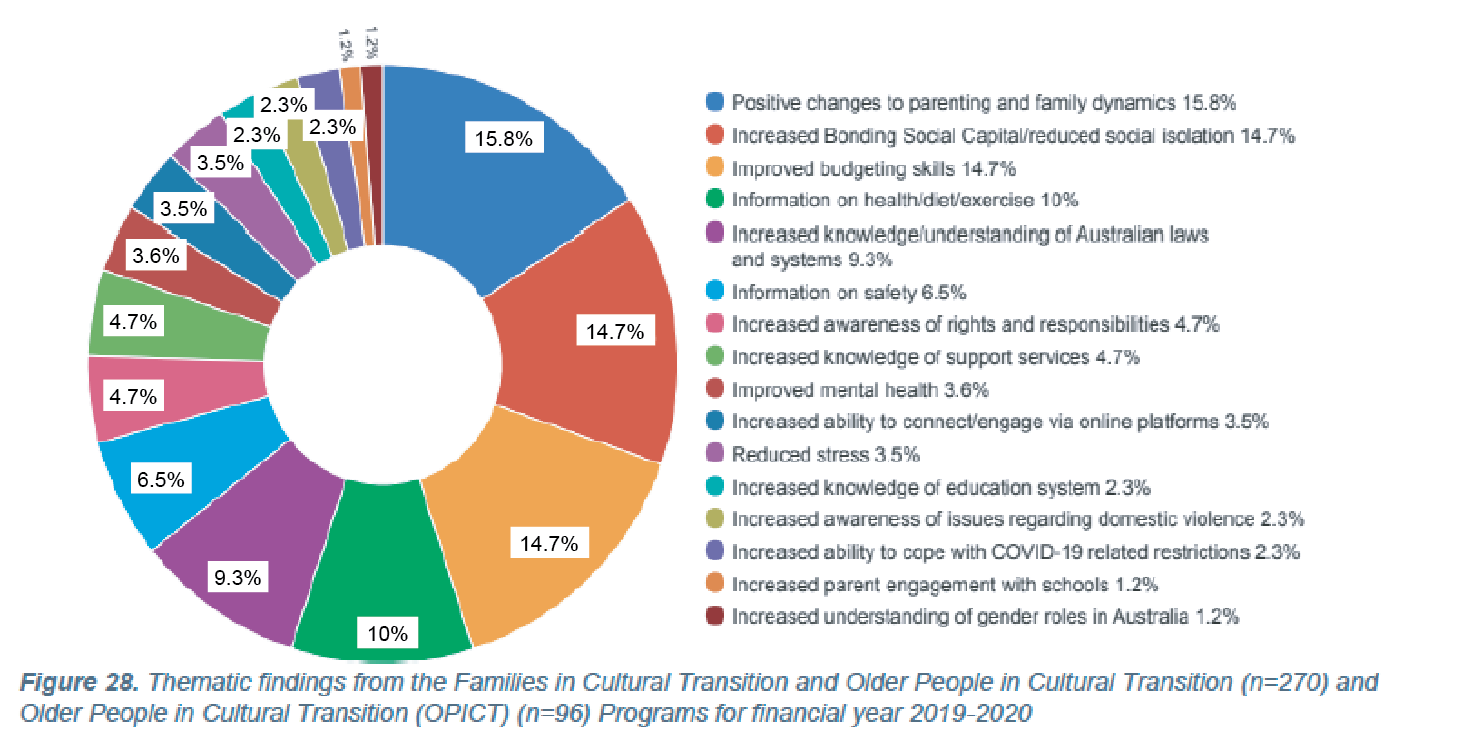 1.2%
1.2%
2.3%
2.3%
2.3%
15.8%
3.5%
3.5%
3.6%
14.7%
4.7%
4.7%
6.5%
14.7%
9.3%
10%
Positive changes to parenting and family dynamics 15.8%
Increased Bonding Social Capital/reduced social isolation 14.7%
Improved budgeting skills 14.7%
Information on health/diet/exercise 10%
Increased knowledge/understanding of Australian laws
and systems 9.3%
Information on safety 6.5%
Increased awareness of rights and responsibilities 4.7%
Increased knowledge of support services 4.7%
Improved mental health 3.6%
Increased ability to connect/engage via online platforms 3.5%
Reduced stress 3.5%
Increased knowledge of education system 2.3%
Increased awareness of issues regarding domestic violence 2.3%
Increased ability to cope with COVID-19 related restrictions 2.3%
Increased parent engagement with schools 1.2%
Increased understanding of gender roles in Australia 1.2%
Figure 28. Thematic findings from the Families in Cultural Transition and Older People in Cultural Transition (n=270) and
Older People in Cultural Transition (OPICT) (n=96) Programs for financial year 2019-2020